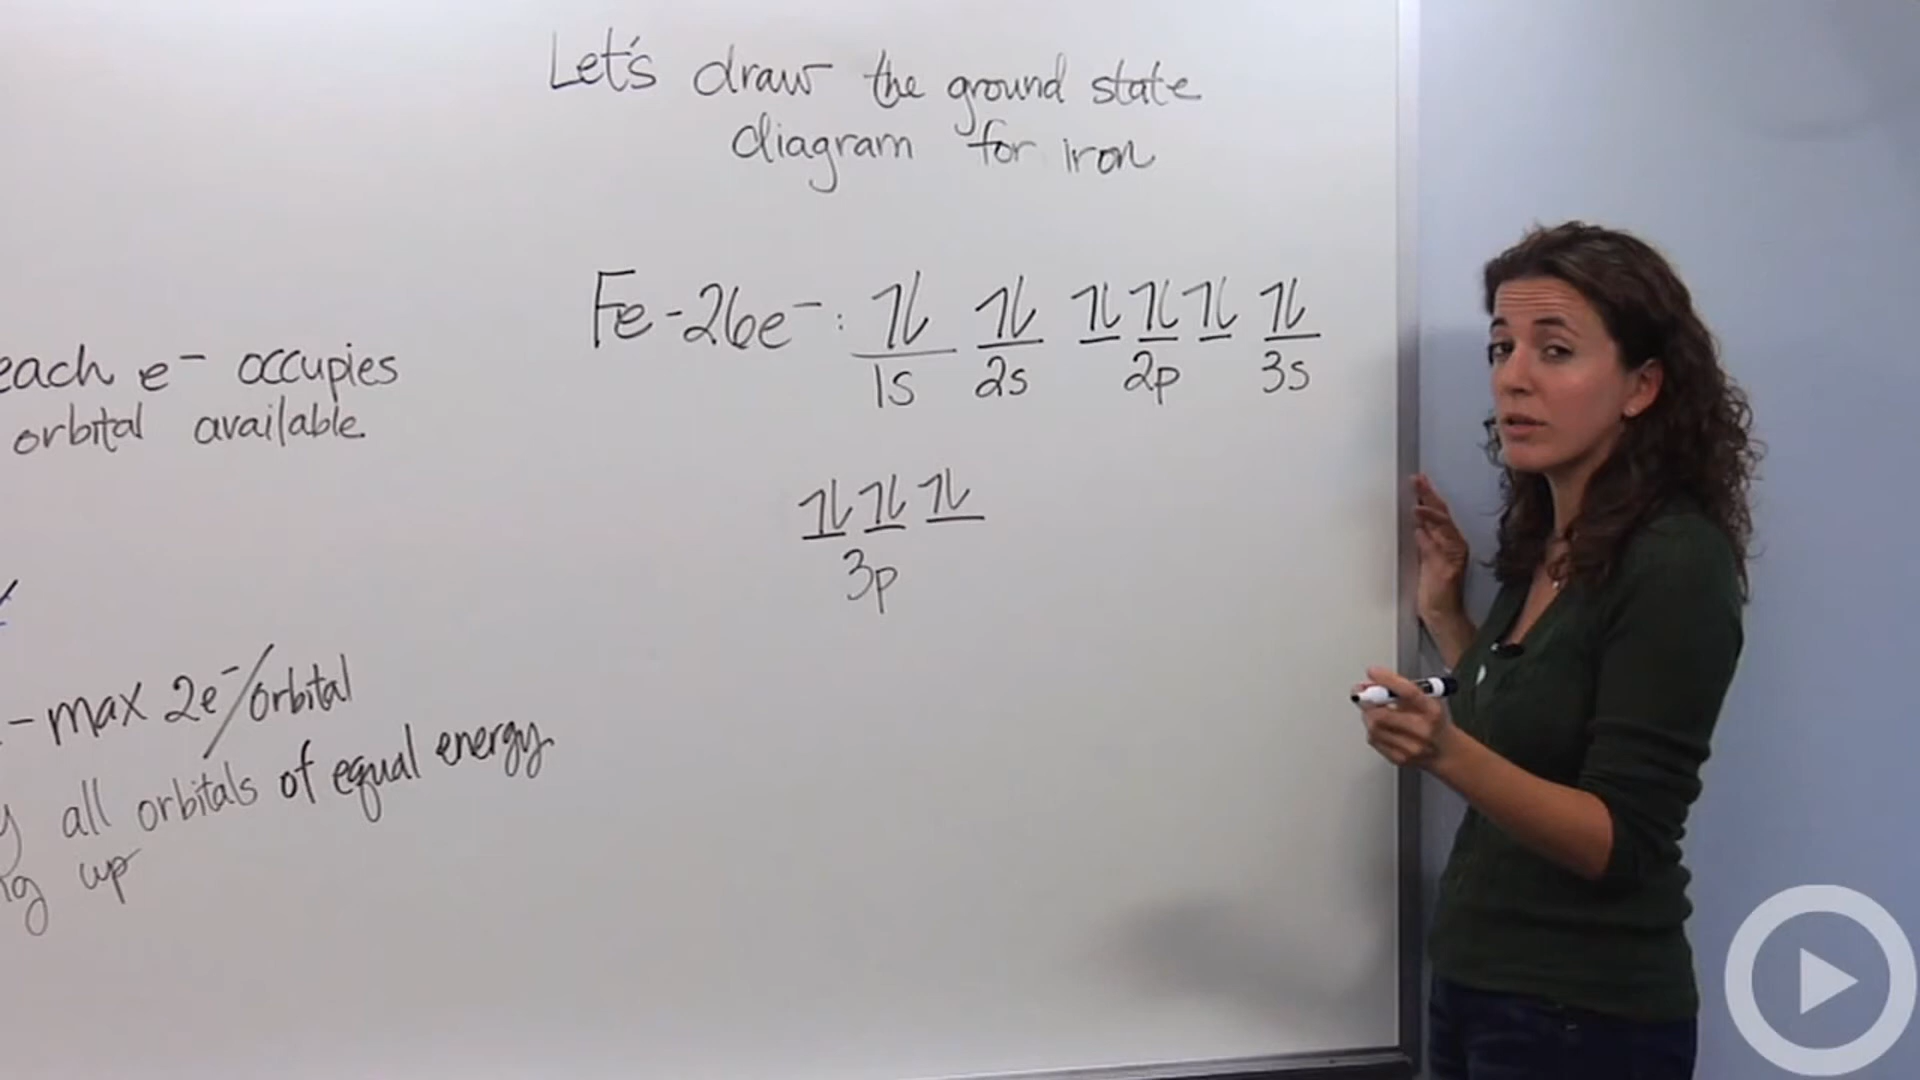 Let's draw the ground state
diagram for iron
Fe-26e⁻: ⥮ ⥮ ⥮ ⥮ ⥮ ⥮
1s 2s 2p 3s
⥮ ⥮ ⥮
3p
each e⁻ occupies
orbital available
- max 2e⁻/orbital
all orbitals of equal energy
up